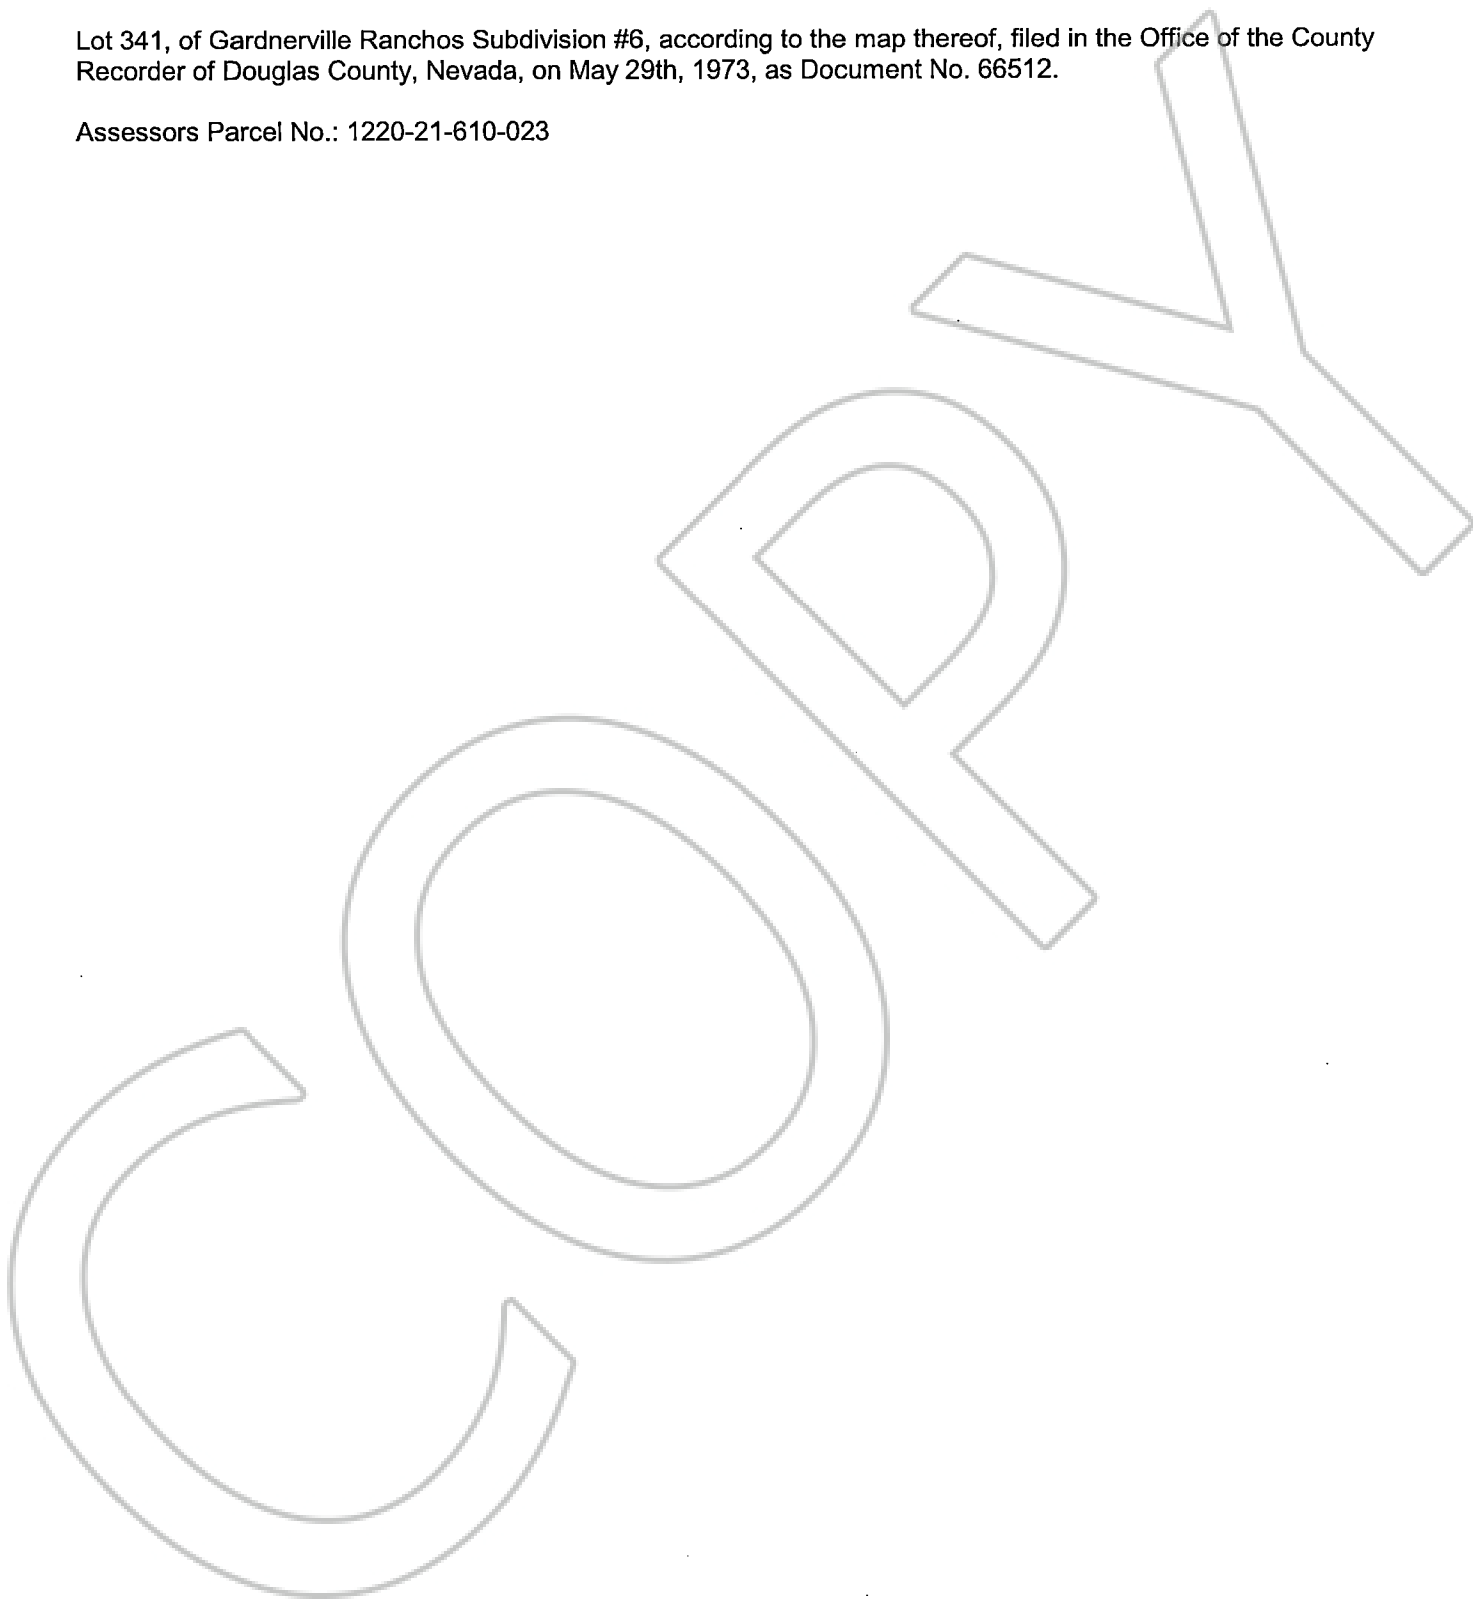 Lot 341, of Gardnerville Ranchos Subdivision #6, according to the map thereof, filed in the Office of the County
Recorder of Douglas County, Nevada, on May 29th, 1973, as Document No. 66512.
Assessors Parcel No.: 1220-21-610-023
COPY